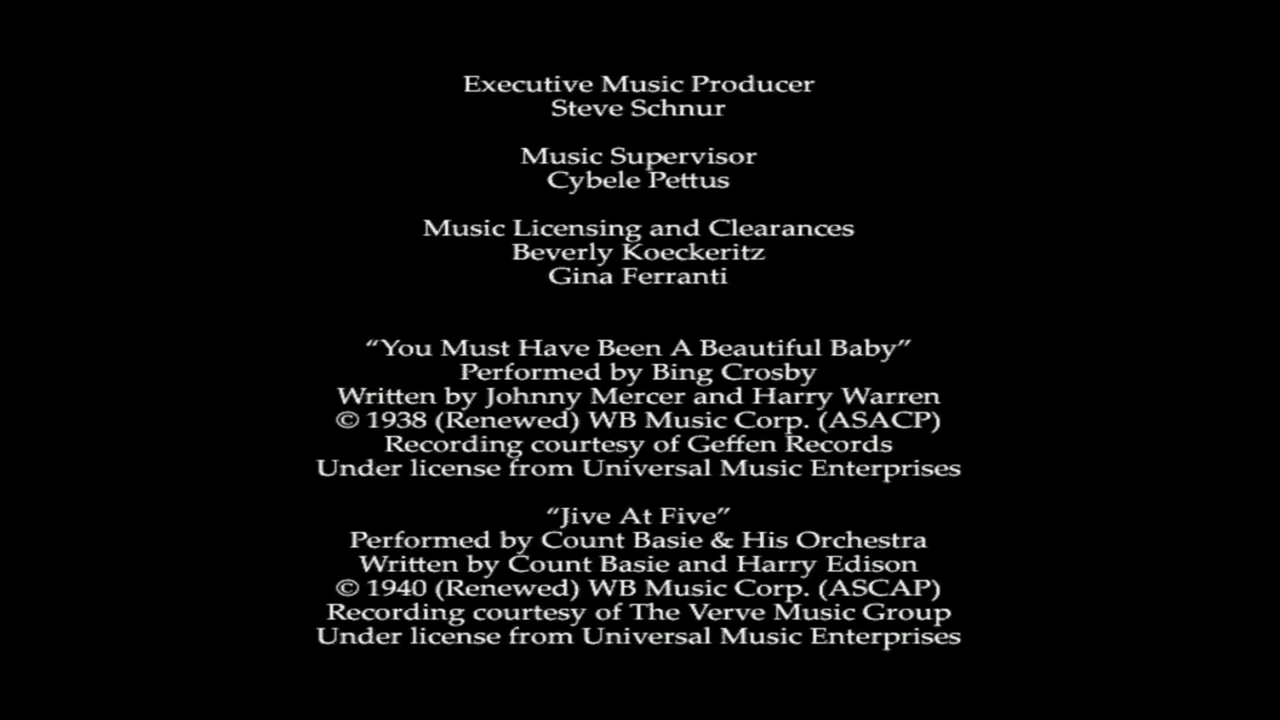 Executive Music Producer
Steve Schnur
Music Supervisor
Cybele Pettus
Music Licensing and Clearances
Beverly Koeckeritz
Gina Ferranti
“You Must Have Been A Beautiful Baby”
Performed by Bing Crosby
Written by Johnny Mercer and Harry Warren
© 1938 (Renewed) WB Music Corp. (ASACP)
Recording courtesy of Geffen Records
Under license from Universal Music Enterprises
“Jive At Five”
Performed by Count Basie & His Orchestra
Written by Count Basie and Harry Edison
© 1940 (Renewed) WB Music Corp. (ASCAP)
Recording courtesy of The Verve Music Group
Under license from Universal Music Enterprises